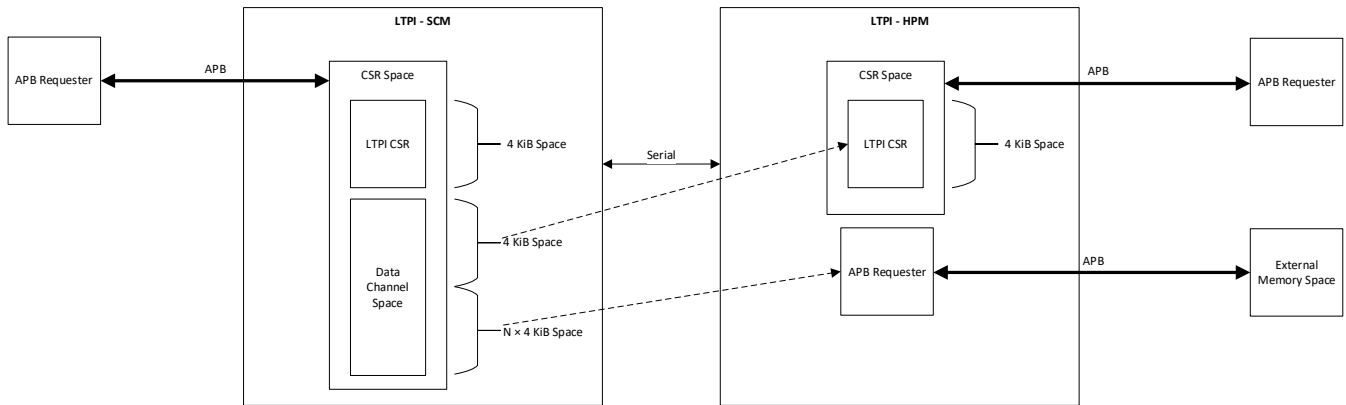 LTPI - SCM
LTPI - HPM
APB Requester
APB
CSR Space
LTPI CSR
4 KiB Space
4 KiB Space
Data
Channel
Space
N × 4 KiB Space
Serial
CSR Space
LTPI CSR
4 KiB Space
APB
APB Requester
APB Requester
APB
External
Memory Space